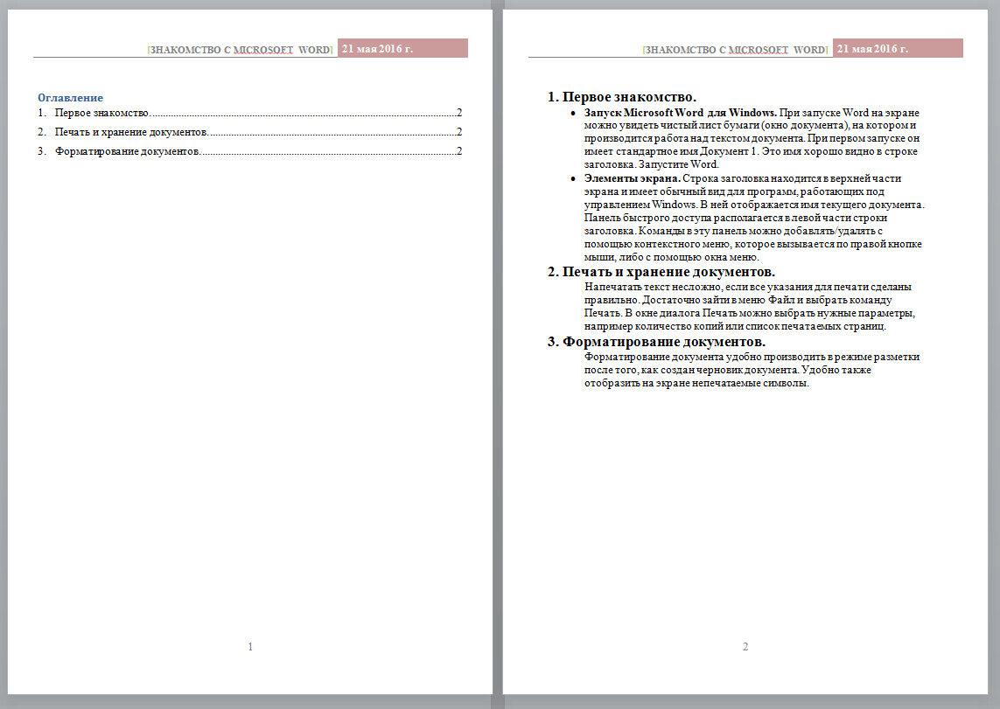 [ЗНАКОМСТВО С MICROSOFT WORD] 21 мая 2016 г.
Оглавление
1. Первое знакомство.......2
2. Печать и хранение документов.......2
3. Форматирование документов.......2
1
[ЗНАКОМСТВО С MICROSOFT WORD] 21 мая 2016 г.
1. Первое знакомство.
• Запуск Microsoft Word для Windows. При запуске Word на экране
можно увидеть чистый лист бумаги (окно документа), на котором и
производится работа над текстом документа. При первом запуске он
имеет стандартное имя Документ 1. Это имя хорошо видно в строке
заголовка. Запустите Word.
• Элементы экрана. Строка заголовка находится в верхней части
экрана и имеет обычный вид для программ, работающих под
управлением Windows. В ней отображается имя текущего документа.
Панель быстрого доступа располагается в левой части строки
заголовка. Команды в эту панель можно добавлять/удалять с
помощью контекстного меню, которое вызывается по правой кнопке
мыши, либо с помощью окна меню.
2. Печать и хранение документов.
Напечатать текст несложно, если все указания для печати сделаны
правильно. Достаточно зайти в меню Файл и выбрать команду
Печать. В окне диалога Печать можно выбрать нужные параметры,
например количество копий или список печатаемых страниц.
3. Форматирование документов.
Форматирование документа удобно производить в режиме разметки
после того, как создан черновик документа. Удобно также
отобразить на экране непечатаемые символы.
2